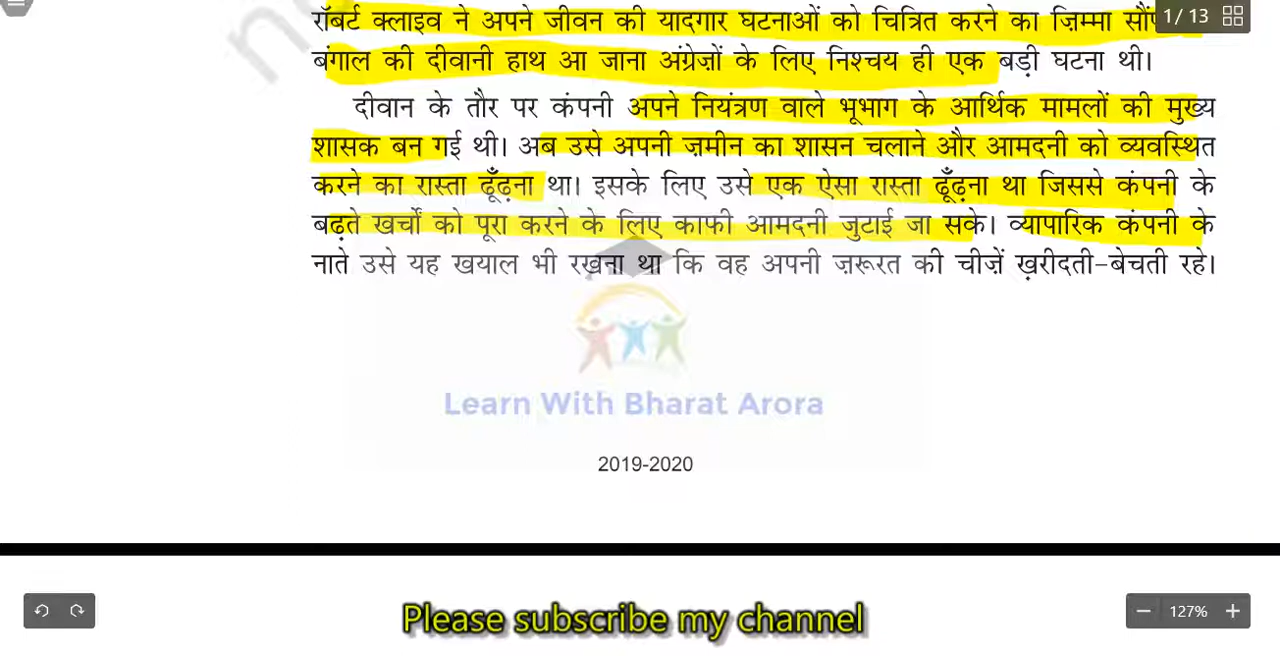 रॉबर्ट क्लाइव ने अपने जीवन की यादगार घटनाओं को चित्रित करने का ज़िम्मा
1 / 13
बंगाल की दीवानी हाथ आ जाना अंग्रेज़ों के लिए निश्चय ही एक बड़ी घटना थी।
दीवान के तौर पर कंपनी अपने नियंत्रण वाले भूभाग के आर्थिक मामलों की मुख्य
शासक बन गई थी। अब उसे अपनी ज़मीन का शासन चलाने और आमदनी को व्यवस्थित
करने का रास्ता ढूँढ़ना था। इसके लिए उसे एक ऐसा रास्ता ढूँढ़ना था जिससे कंपनी के
बढ़ते खर्चों को पूरा करने के लिए काफी आमदनी जुटाई जा सके। व्यापारिक कंपनी के
नाते उसे यह खयाल भी रखना था कि वह अपनी ज़रूरत की चीज़ें ख़रीदती-बेचती रहे।
Learn With Bharat Arora
2019-2020
Please subscribe my channel
127%